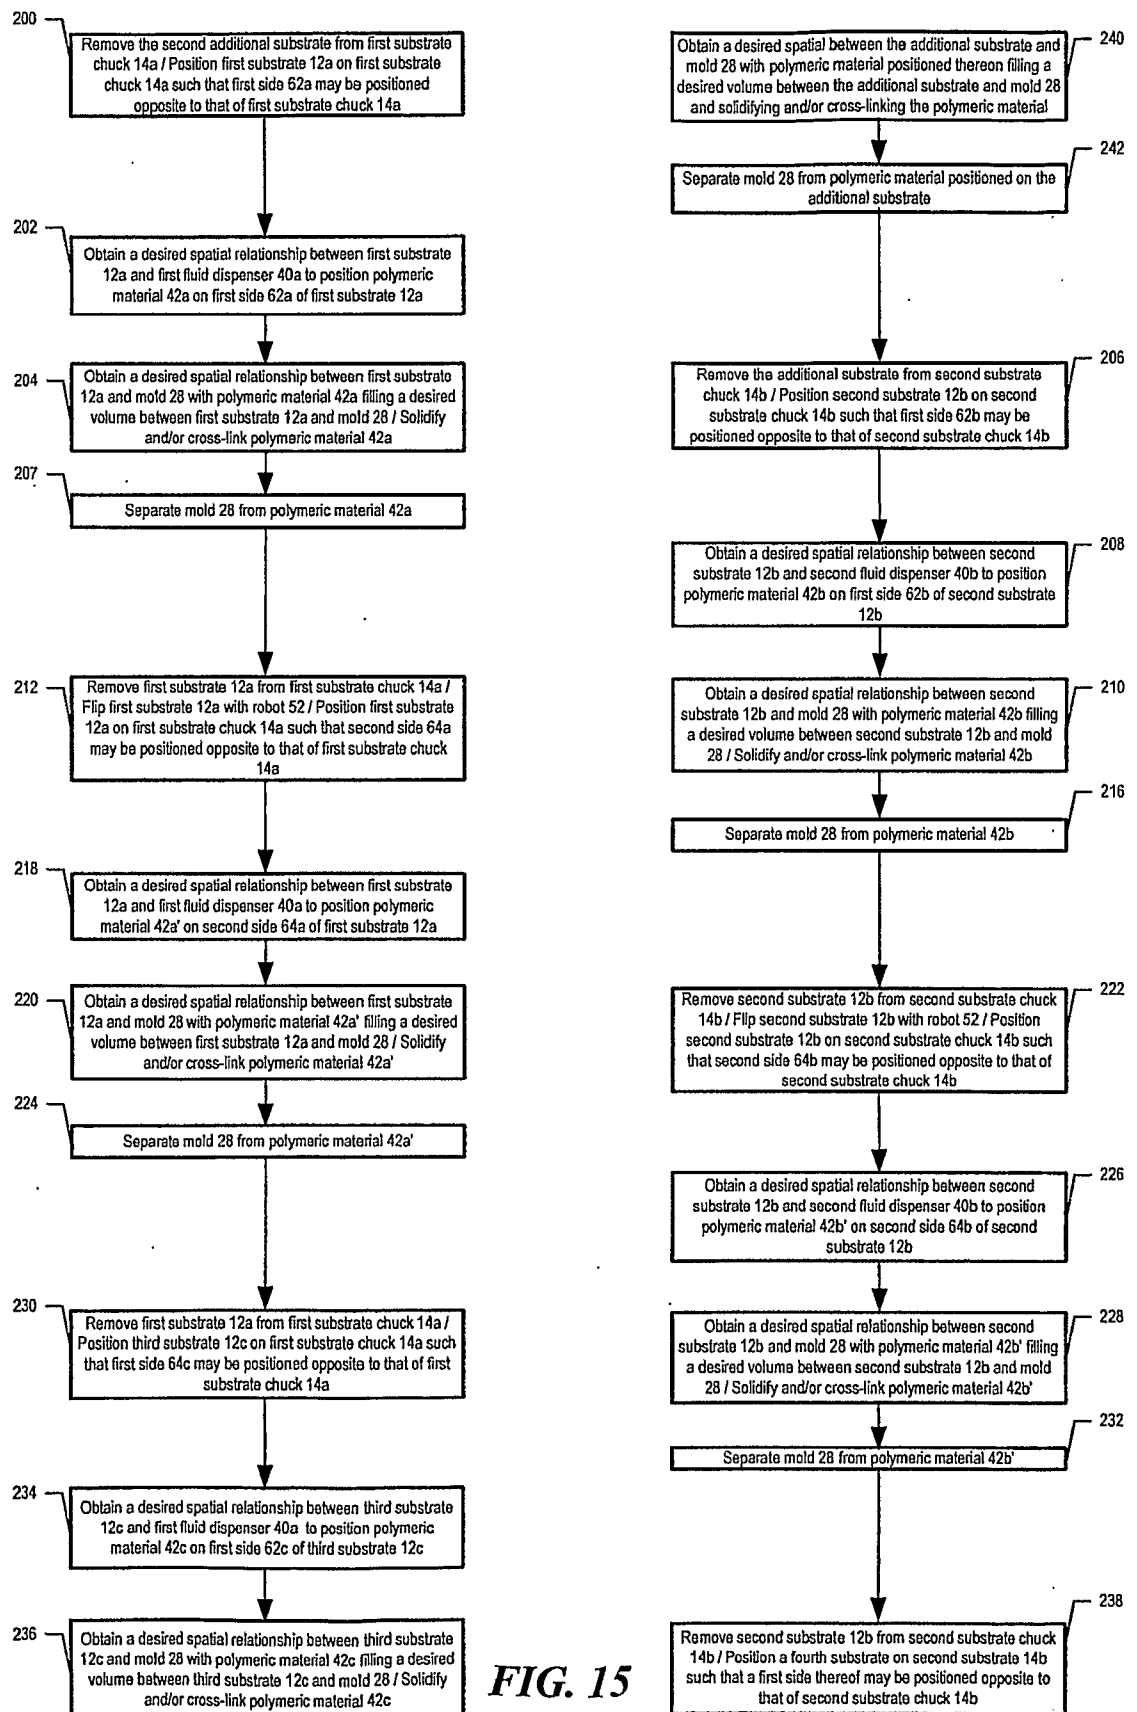 200
Remove the second additional substrate from first substrate
chuck 14a / Position first substrate 12a on first substrate
chuck 14a such that first side 62a may be positioned
opposite to that of first substrate chuck 14a
202
Obtain a desired spatial relationship between first substrate
12a and first fluid dispenser 40a to position polymeric
material 42a on first side 62a of first substrate 12a
204
Obtain a desired spatial relationship between first substrate
12a and mold 28 with polymeric material 42a filling a desired
volume between first substrate 12a and mold 28 / Solidify
and/or cross-link polymeric material 42a
207
Separate mold 28 from polymeric material 42a
212
Remove first substrate 12a from first substrate chuck 14a /
Flip first substrate 12a with robot 52 / Position first substrate
12a on first substrate chuck 14a such that second side 64a
may be positioned opposite to that of first substrate chuck
14a
218
Obtain a desired spatial relationship between first substrate
12a and first fluid dispenser 40a to position polymeric
material 42a' on second side 64a of first substrate 12a
220
Obtain a desired spatial relationship between first substrate
12a and mold 28 with polymeric material 42a' filling a desired
volume between first substrate 12a and mold 28 / Solidify
and/or cross-link polymeric material 42a'
224
Separate mold 28 from polymeric material 42a'
230
Remove first substrate 12a from first substrate chuck 14a /
Position third substrate 12c on first substrate chuck 14a such
that first side 64c may be positioned opposite to that of first
substrate chuck 14a
234
Obtain a desired spatial relationship between third substrate
12c and first fluid dispenser 40a to position polymeric
material 42c on first side 62c of third substrate 12c
236
Obtain a desired spatial relationship between third substrate
12c and mold 28 with polymeric material 42c filling a desired
volume between third substrate 12c and mold 28 / Solidify
and/or cross-link polymeric material 42c
240
Obtain a desired spatial between the additional substrate and
mold 28 with polymeric material positioned thereon filling a
desired volume between the additional substrate and mold 28
and solidifying and/or cross-linking the polymeric material
242
Separate mold 28 from polymeric material positioned on the
additional substrate
206
Remove the additional substrate from second substrate
chuck 14b / Position second substrate 12b on second
substrate chuck 14b such that first side 62b may be
positioned opposite to that of second substrate chuck 14b
208
Obtain a desired spatial relationship between second
substrate 12b and second fluid dispenser 40b to position
polymeric material 42b on first side 62b of second substrate
12b
210
Obtain a desired spatial relationship between second
substrate 12b and mold 28 with polymeric material 42b filling
a desired volume between second substrate 12b and mold
28 / Solidify and/or cross-link polymeric material 42b
216
Separate mold 28 from polymeric material 42b
222
Remove second substrate 12b from second substrate chuck
14b / Flip second substrate 12b with robot 52 / Position
second substrate 12b on second substrate chuck 14b such
that second side 64b may be positioned opposite to that of
second substrate chuck 14b
226
Obtain a desired spatial relationship between second
substrate 12b and second fluid dispenser 40b to position
polymeric material 42b' on second side 64b of second
substrate 12b
228
Obtain a desired spatial relationship between second
substrate 12b and mold 28 with polymeric material 42b' filling
a desired volume between second substrate 12b and mold
28 / Solidify and/or cross-link polymeric material 42b'
232
Separate mold 28 from polymeric material 42b'
238
Remove second substrate 12b from second substrate chuck
14b / Position a fourth substrate on second substrate 14b
such that a first side thereof may be positioned opposite to
that of second substrate chuck 14b
FIG. 15